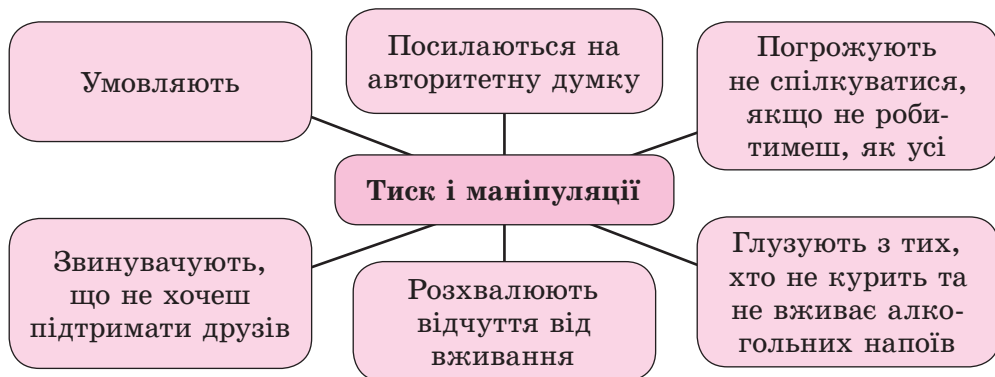 Умовляють
Посилаються на
авторитетну думку
Погрожують
не спілкуватися,
якщо не роби-
тимеш, як усі
Тиск і маніпуляції
Звинувачують,
що не хочеш
підтримати друзів
Розхвалюють
відчуття від
вживання
Глузують з тих,
хто не курить та
не вживає алко-
гольних напоїв